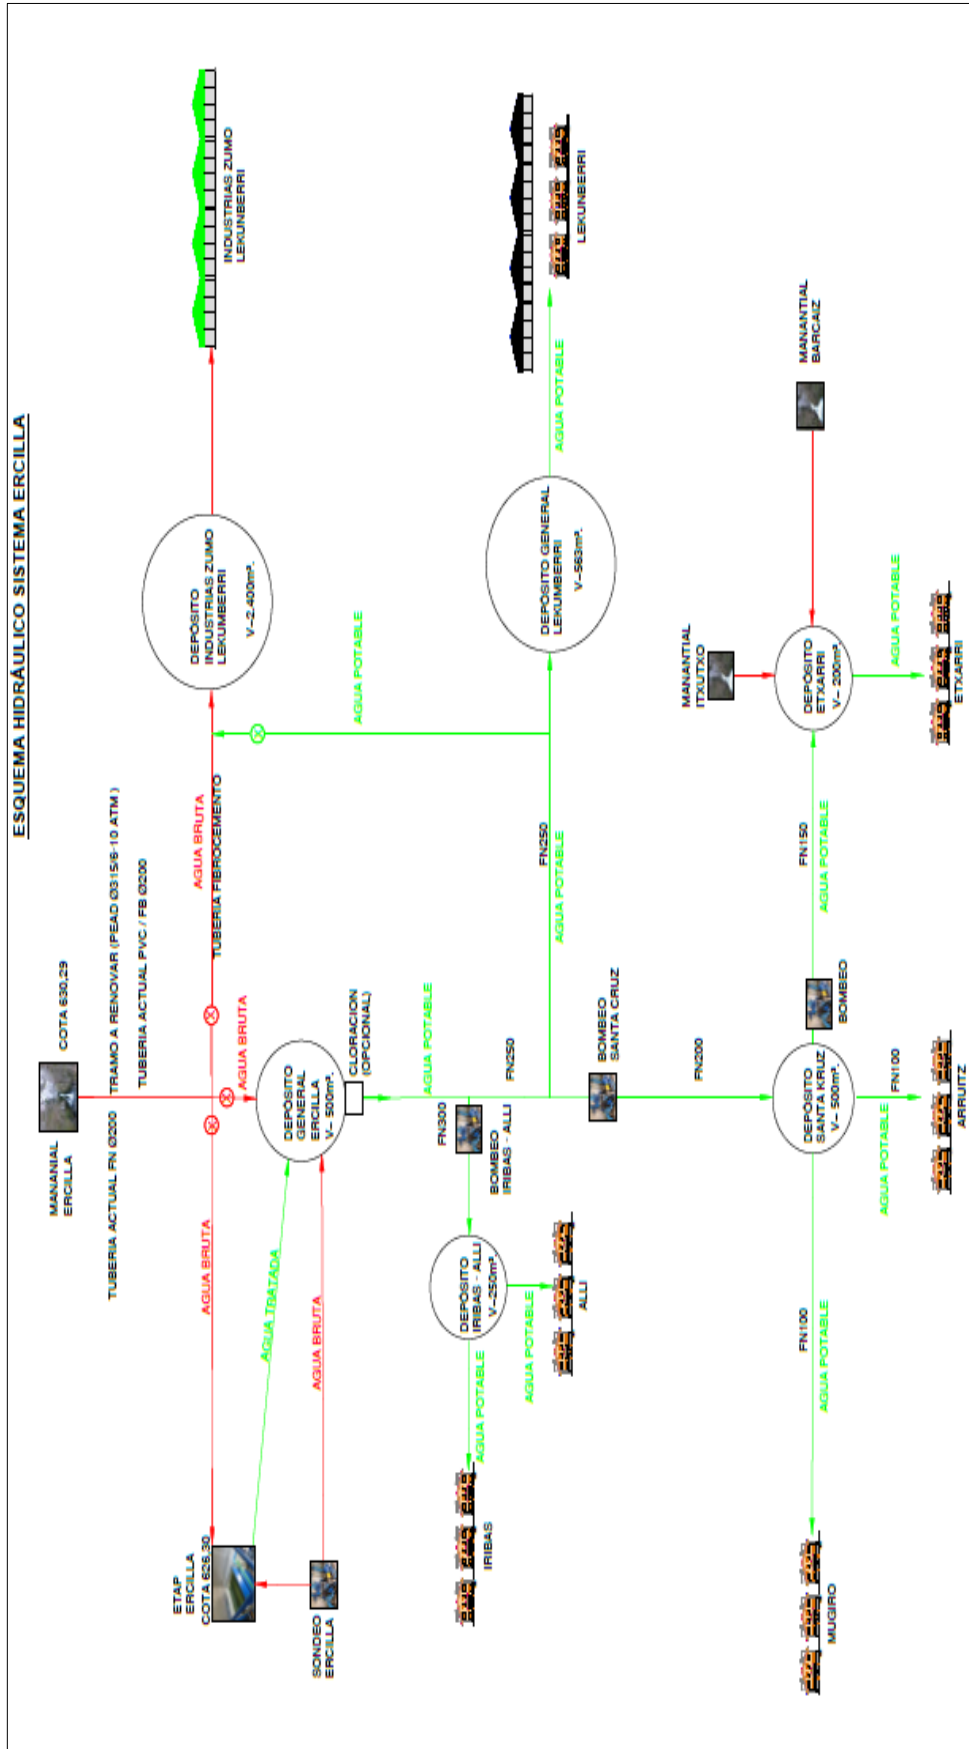 ESQUEMA HIDRÁULICO SISTEMA ERCILLA
MANANIAL
ERCILLA
COTA 630,29
TUBERIA ACTUAL FN Ø200
TRAMO A RENOVAR (PEAD Ø315/6-10 ATM )
TUBERIA ACTUAL PVC / FB Ø200
ETAP
ERCILLA
COTA 626,30
AGUA BRUTA
AGUA BRUTA
AGUA BRUTA
TUBERIA FIBROCEMENTO
DEPÓSITO
INDUSTRIAS ZUMO
LEKUMBERRI
V-2.400m³.
INDUSTRIAS ZUMO
LEKUNBERRI
AGUA TRATADA
DEPÓSITO
GENERAL
ERCILLA
V- 500m³.
SONDEO
ERCILLA
AGUA BRUTA
CLORACION
(OPCIONAL)
AGUA POTABLE
AGUA POTABLE
IRIBAS
AGUA POTABLE
DEPÓSITO
IRIBAS - ALLI
V-250m³.
FN300
BOMBEO
IRIBAS - ALLI
FN250
FN250
AGUA POTABLE
DEPÓSITO GENERAL
LEKUMBERRI
V-563m³.
AGUA POTABLE
LEKUNBERRI
AGUA POTABLE
ALLI
BOMBEO
SANTA CRUZ
FN200
MUGIRO
FN100
AGUA POTABLE
DEPÓSITO
SANTA KRUZ
V- 500m³.
BOMBEO
FN150
AGUA POTABLE
DEPÓSITO
ETXARRI
V- 200m³.
MANANTIAL
ITXUTXO
MANANTIAL
BARCAIZ
FN100
AGUA POTABLE
ARRUITZ
AGUA POTABLE
ETXARRI